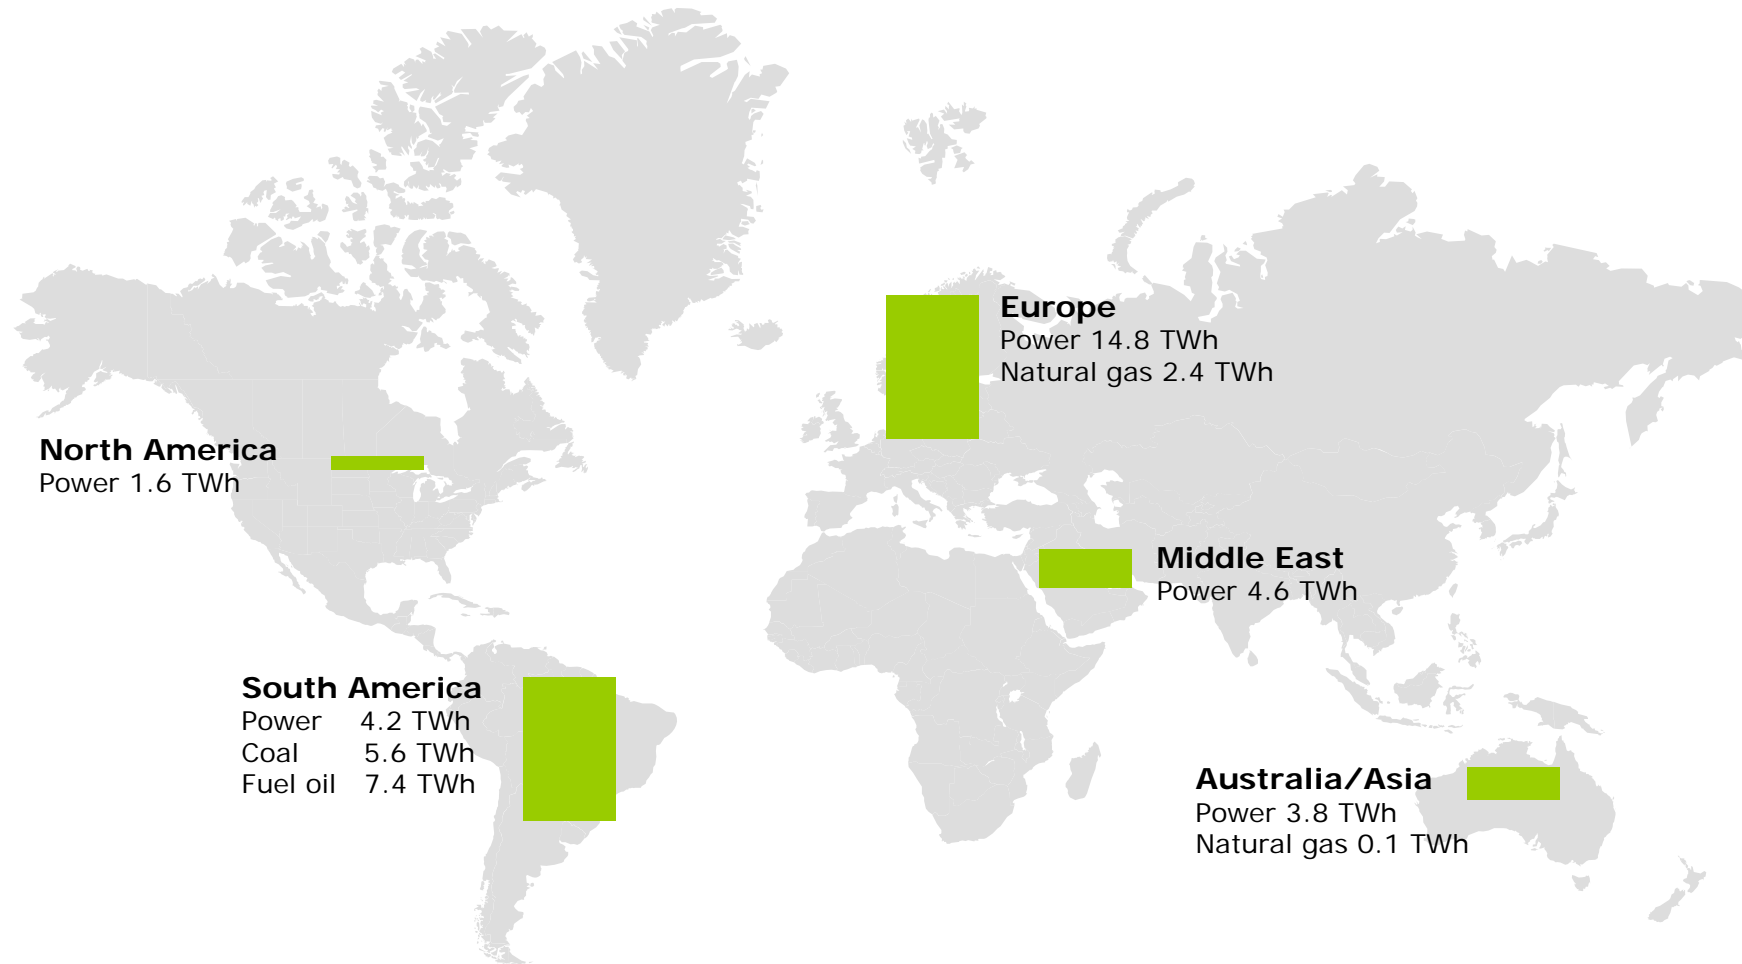 Europe
Power 14.8 TWh
Natural gas 2.4 TWh
North America
Power 1.6 TWh
Middle East
Power 4.6 TWh
South America
Power 4.2 TWh
Coal 5.6 TWh
Fuel oil 7.4 TWh
Australia/Asia
Power 3.8 TWh
Natural gas 0.1 TWh